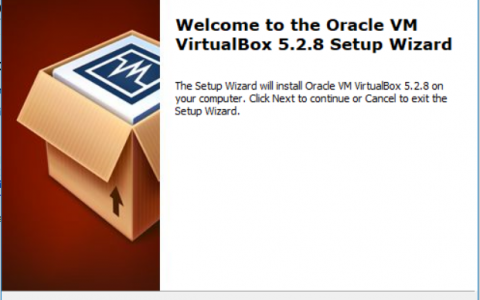 Welcome to the Oracle VM
VirtualBox 5.2.8 Setup Wizard
The Setup Wizard will install Oracle VM VirtualBox 5.2.8 on
your computer. Click Next to continue or Cancel to exit the
Setup Wizard.